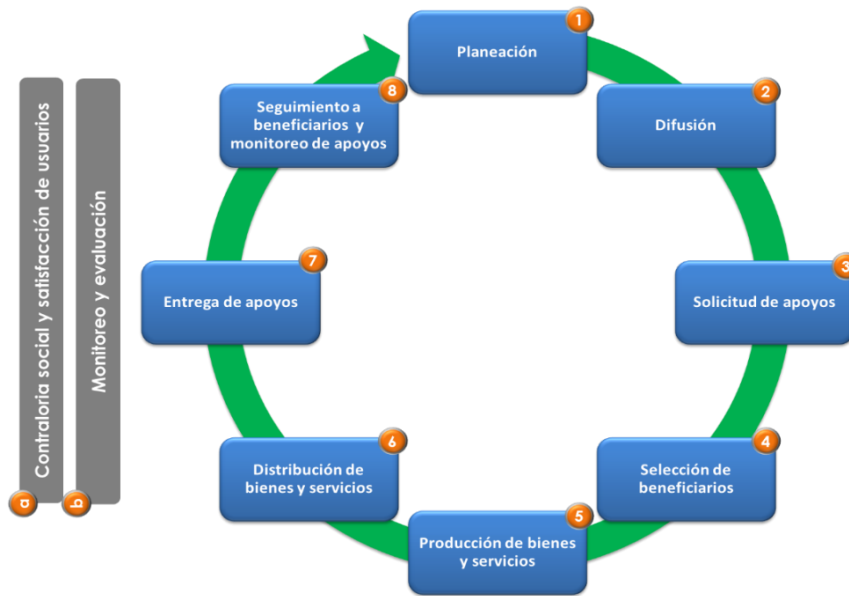 1
Planeación
2
Difusión
3
Solicitud de apoyos
4
Selección de
beneficiarios
5
Producción de bienes
y servicios
6
Distribución de
bienes y servicios
7
Entrega de apoyos
8
Seguimiento a
beneficiarios y
monitoreo de apoyos
a
Contraloría social y satisfacción de usuarios
b
Monitoreo y evaluación